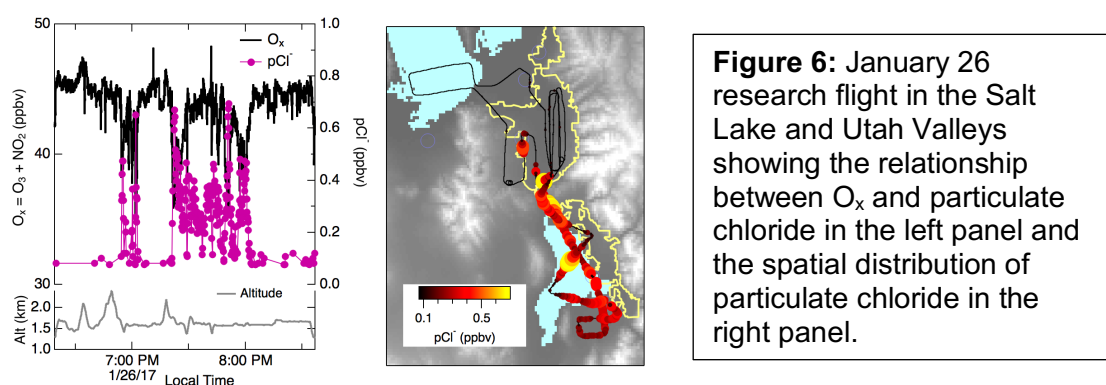 50
40
30
Oₓ = O₃ + NO₂ (ppbv)
Oₓ
pCl⁻
1.0
0.8
0.6
0.4
0.2
0.0
pCl⁻ (ppbv)
Altitude
2.0
1.5
1.0
Alt (km)
7:00 PM
8:00 PM
1/26/17
Local Time
0.1
0.5
pCl⁻ (ppbv)
Figure 6: January 26
research flight in the Salt
Lake and Utah Valleys
showing the relationship
between Oₓ and particulate
chloride in the left panel and
the spatial distribution of
particulate chloride in the
right panel.